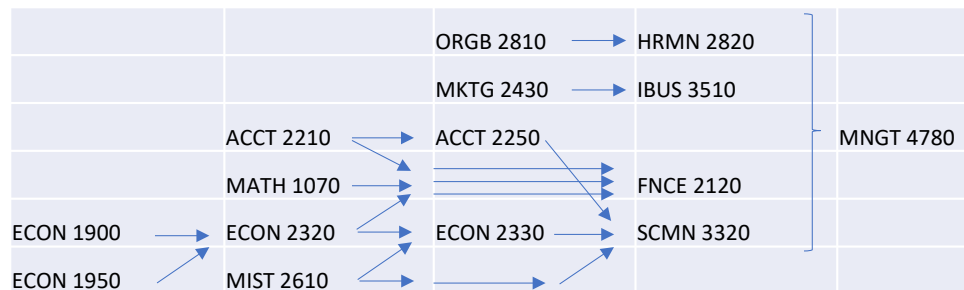 ORGB 2810 HRMN 2820
MKTG 2430 IBUS 3510
ACCT 2210 ACCT 2250 MNGT 4780
MATH 1070 FNCE 2120
ECON 1900 ECON 2320 ECON 2330 SCMN 3320
ECON 1950 MIST 2610